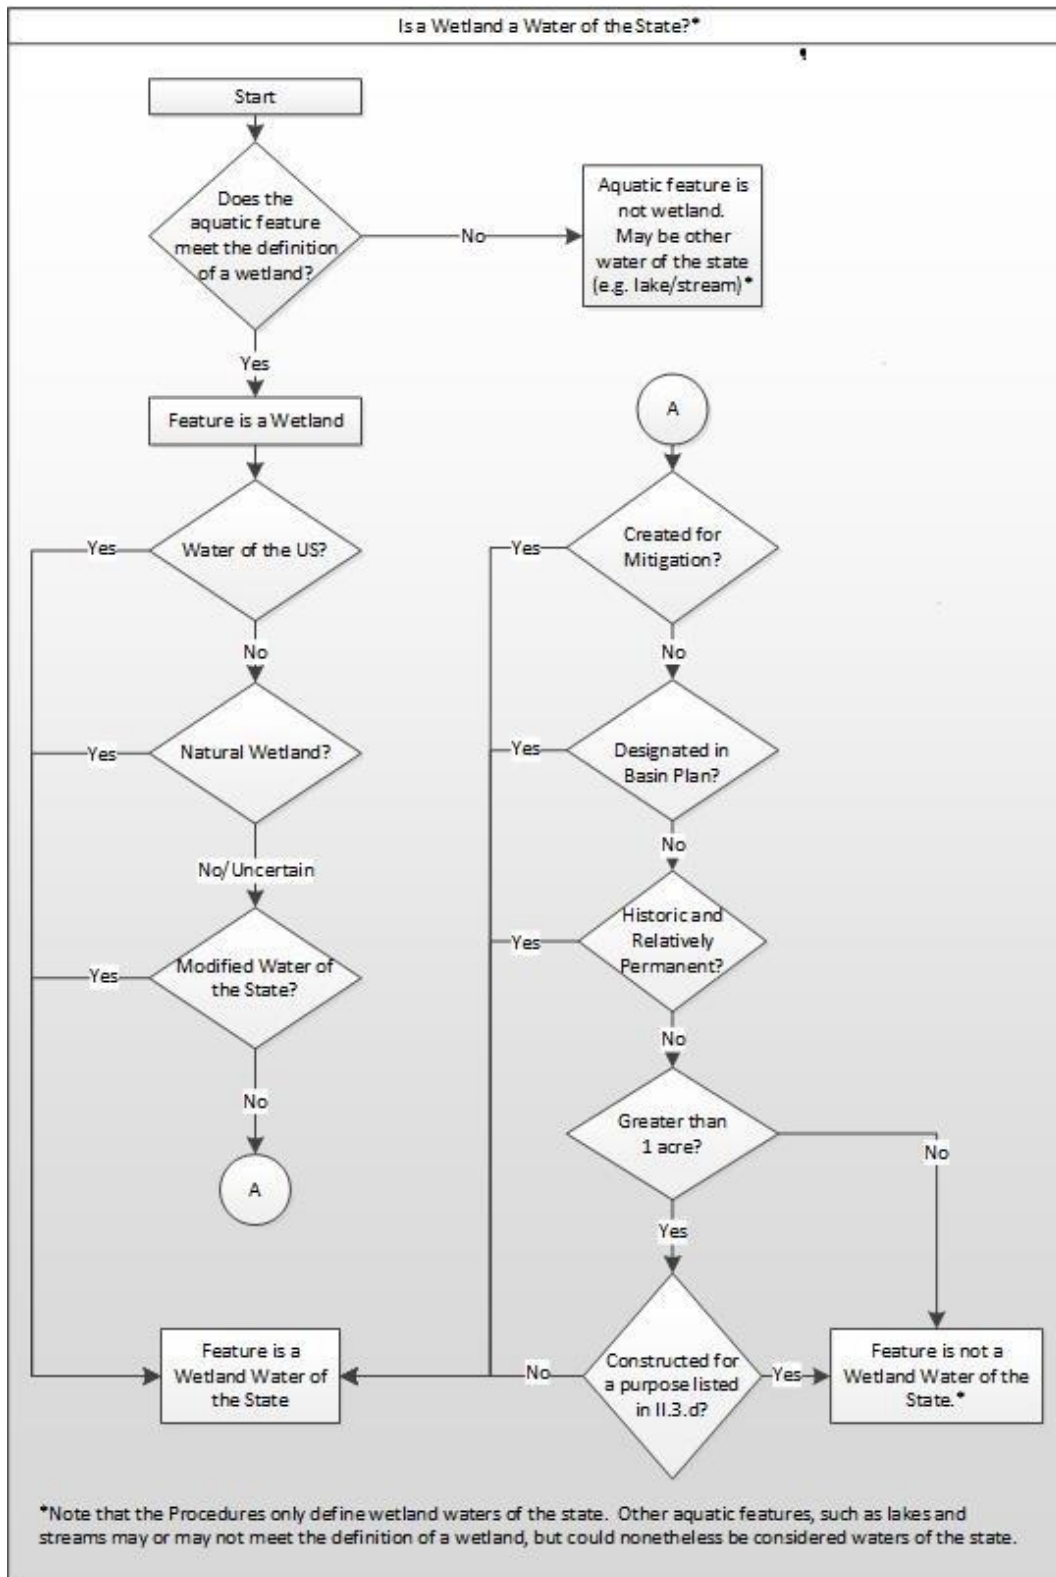 Is a Wetland a Water of the State?*
¶
Start
Does the
aquatic feature
meet the definition
of a wetland?
No
Aquatic feature is
not wetland.
May be other
water of the state
(e.g. lake/stream)*
Yes
Feature is a Wetland
Water of the US?
Yes
No
Natural Wetland?
Yes
No/Uncertain
Modified Water of
the State?
Yes
No
A
A
Created for
Mitigation?
Yes
No
Designated in
Basin Plan?
Yes
No
Historic and
Relatively
Permanent?
Yes
No
Greater than
1 acre?
No
Yes
Constructed for
a purpose listed
in II.3.d?
No
Yes
Feature is a
Wetland Water of
the State
Feature is not a
Wetland Water of the
State.*
*Note that the Procedures only define wetland waters of the state. Other aquatic features, such as lakes and
streams may or may not meet the definition of a wetland, but could nonetheless be considered waters of the state.